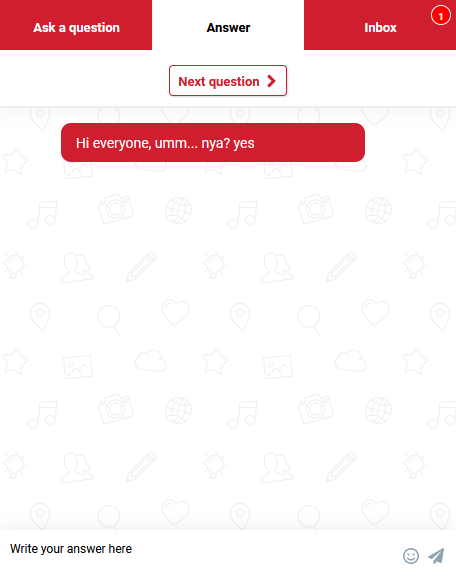 Ask a question
Answer
Inbox
1
Next question
Hi everyone, umm... nya? yes
Write your answer here